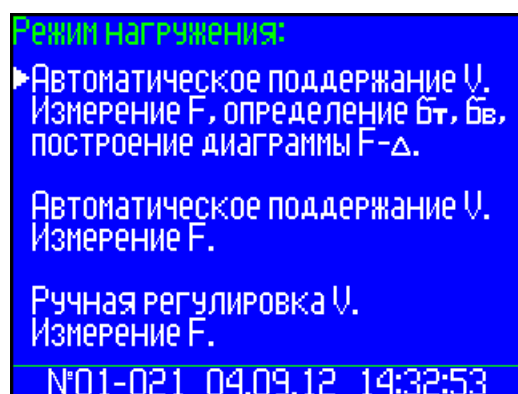 Режим нагружения:
▶Автоматическое поддержание V.
Измерение F, определение бт, бв,
построение диаграммы F-△.
Автоматическое поддержание V.
Измерение F.
Ручная регулировка V.
Измерение F.
№01-021 04.09.12 14:32:53